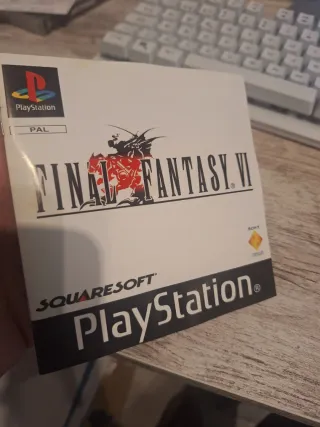 PlayStation
PAL
FINAL FANTASY® VI
SQUARESOFT®
PlayStation®